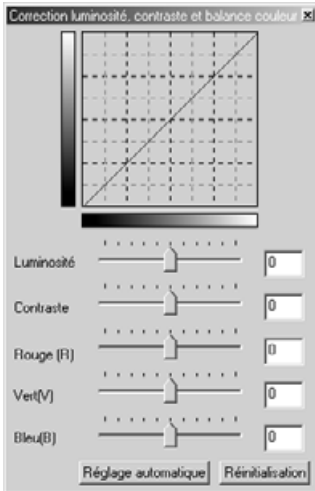 Correction luminosité, contraste et balance couleur
Luminosité 0
Contraste 0
Rouge (R) 0
Vert(V) 0
Bleu(B) 0
Réglage automatique Réinitialisation